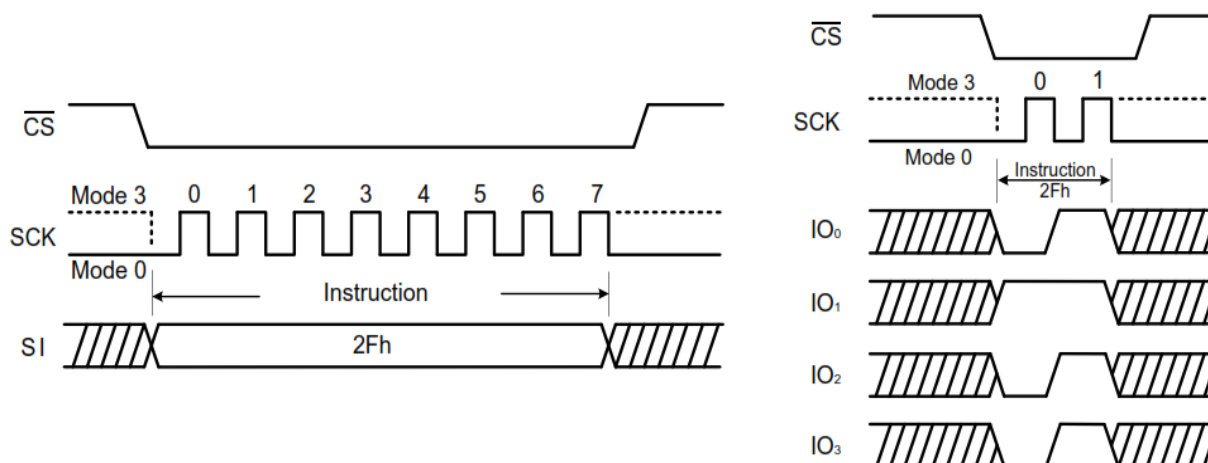 CS
Mode 3 0 1 2 3 4 5 6 7
SCK
Mode 0
Instruction
SI
2Fh
CS
Mode 3 0 1
SCK
Mode 0
Instruction
2Fh
IO₀
IO₁
IO₂
IO₃